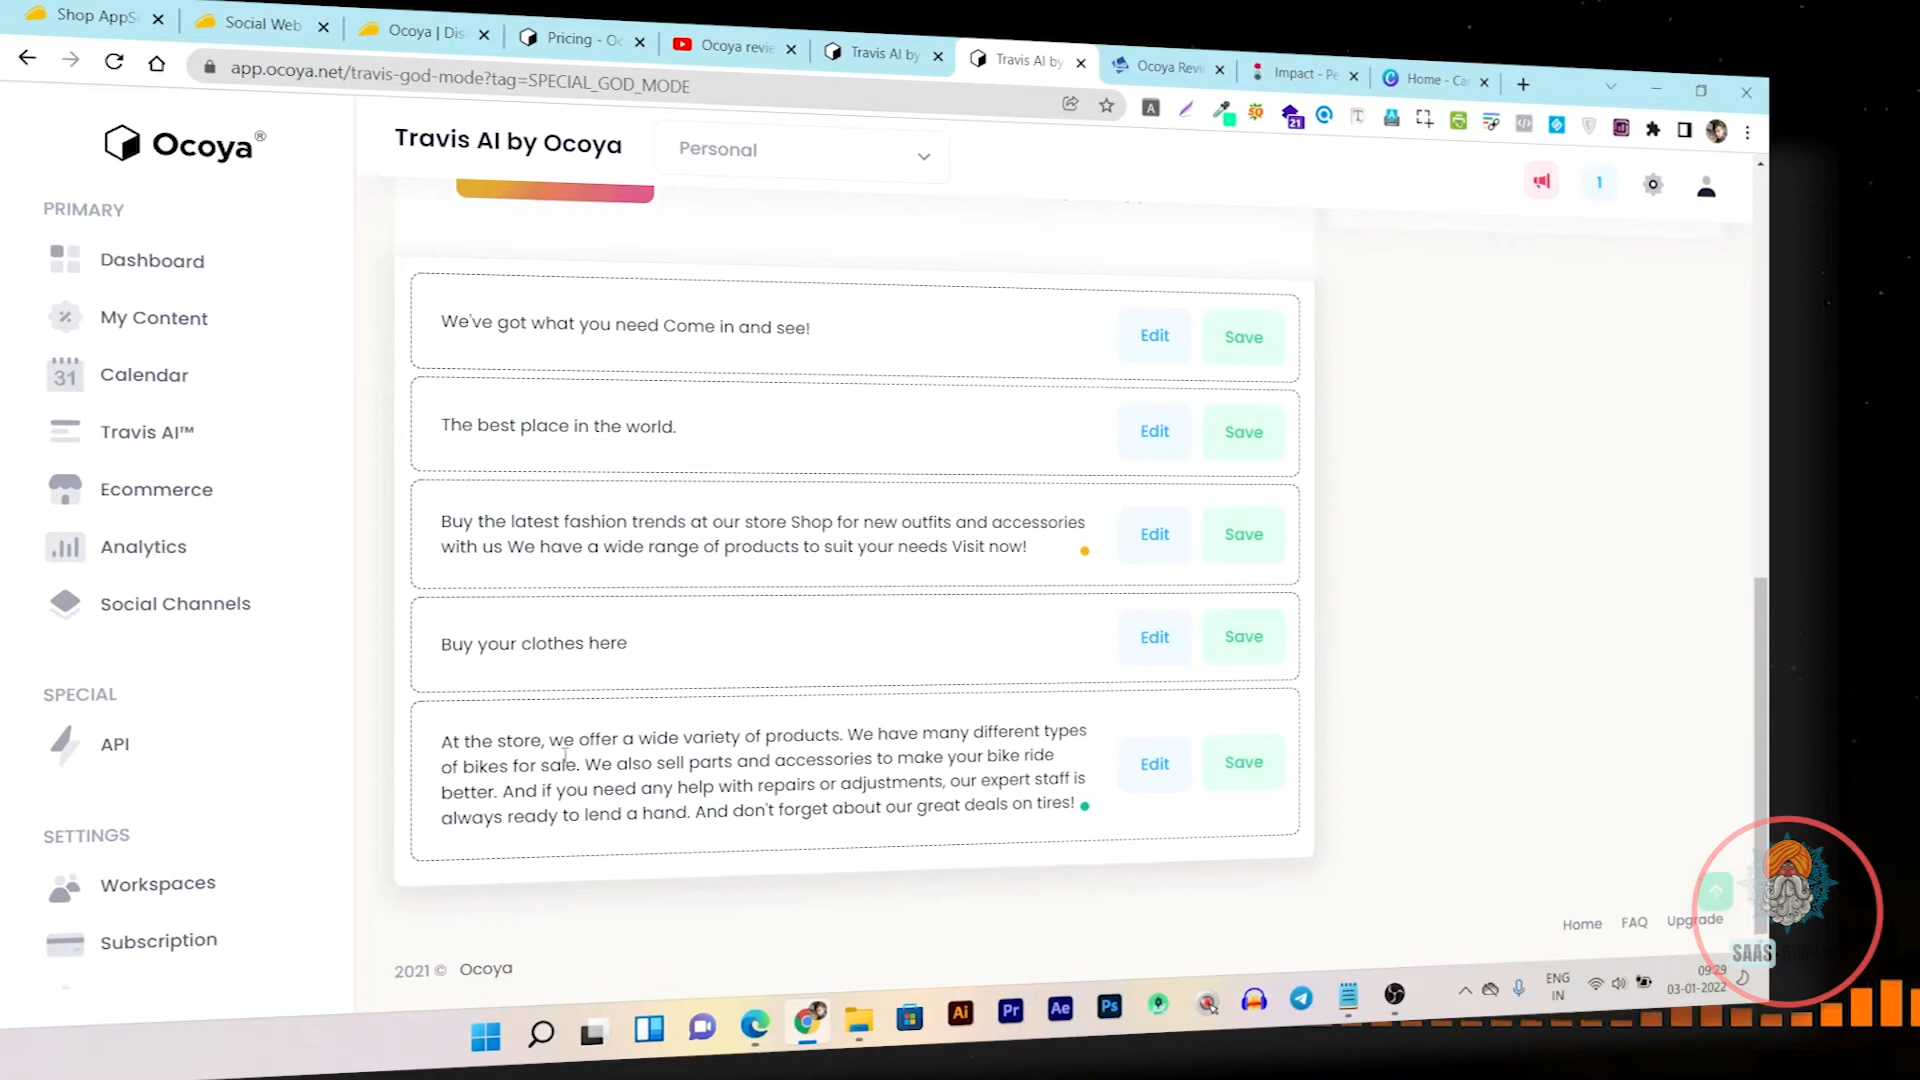 Shop AppS
Social Web
Ocoya | Dis
Pricing - Oc
Ocoya revie
Travis AI by
Travis AI by
Ocoya Revi
Impact - Pe
Home - Ca
app.ocoya.net/travis-god-mode?tag=SPECIAL_GOD_MODE
21
Ocoya®
Travis AI by Ocoya
Personal
1
PRIMARY
Dashboard
My Content
31
Calendar
Travis AI™
Ecommerce
Analytics
Social Channels
SPECIAL
API
SETTINGS
Workspaces
Subscription
We've got what you need Come in and see!
Edit
Save
The best place in the world.
Edit
Save
Buy the latest fashion trends at our store Shop for new outfits and accessories
with us We have a wide range of products to suit your needs Visit now!
Edit
Save
Buy your clothes here
Edit
Save
At the store, we offer a wide variety of products. We have many different types
of bikes for sale. We also sell parts and accessories to make your bike ride
better. And if you need any help with repairs or adjustments, our expert staff is
always ready to lend a hand. And don't forget about our great deals on tires!
Edit
Save
Home
FAQ
Upgrade
2021 © Ocoya
SAAS
Ai
Pr
Ae
Ps
ENG
IN
09:29
03-01-2022